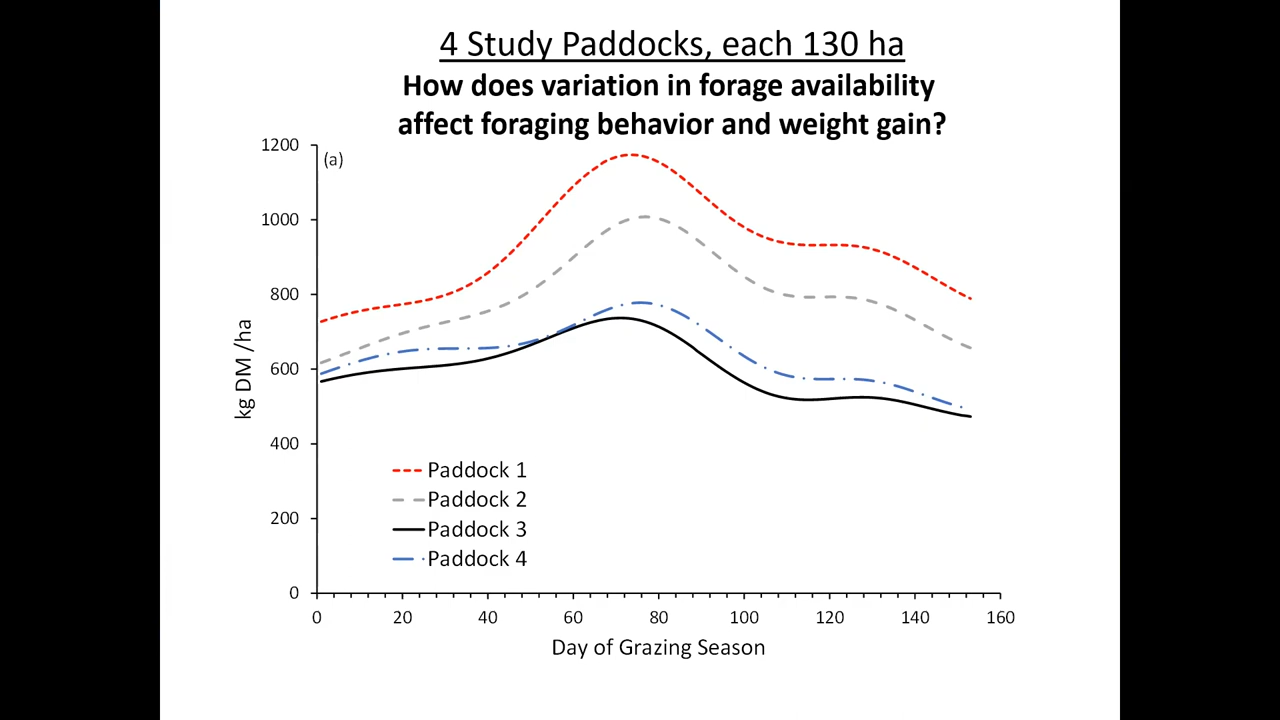 4 Study Paddocks, each 130 ha
How does variation in forage availability
affect foraging behavior and weight gain?
(a)
1200
1000
800
600
400
200
0
kg DM /ha
Paddock 1
Paddock 2
Paddock 3
Paddock 4
0 20 40 60 80 100 120 140 160
Day of Grazing Season